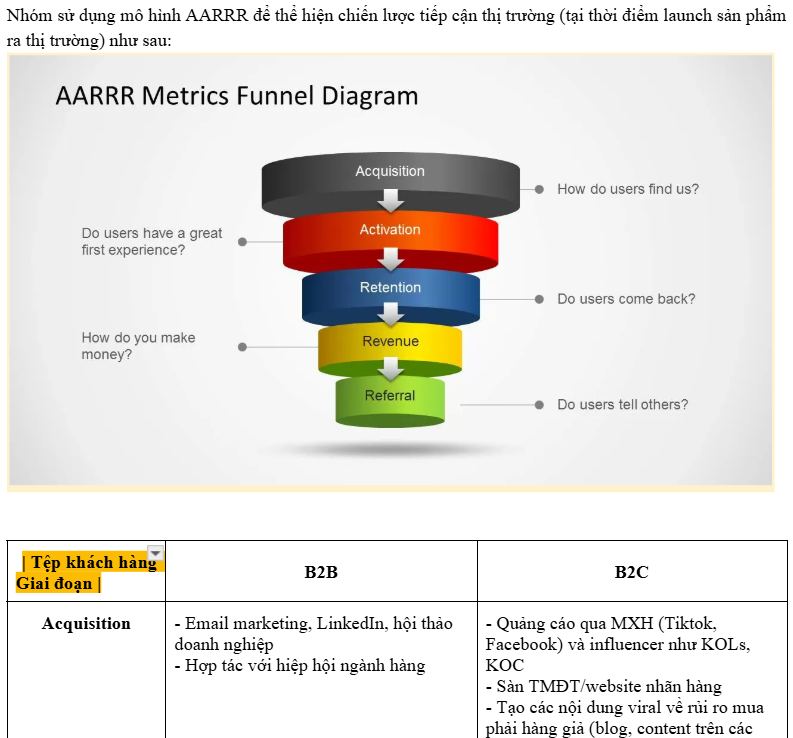 Nhóm sử dụng mô hình AARRR để thể hiện chiến lược tiếp cận thị trường (tại thời điểm launch sản phẩm
ra thị trường) như sau:
AARRR Metrics Funnel Diagram
Acquisition
How do users find us?
Do users have a great
first experience?
Activation
Retention
Do users come back?
How do you make
money?
Revenue
Referral
Do users tell others?
| Tệp khách hàng
Giai đoạn |
B2B
B2C
Acquisition
- Email marketing, LinkedIn, hội thảo
doanh nghiệp
- Hợp tác với hiệp hội ngành hàng
- Quảng cáo qua MXH (Tiktok,
Facebook) và influencer như KOLs,
KOC
- Sàn TMĐT/website nhãn hàng
- Tạo các nội dung viral về rủi ro mua
phải hàng giả (blog, content trên các